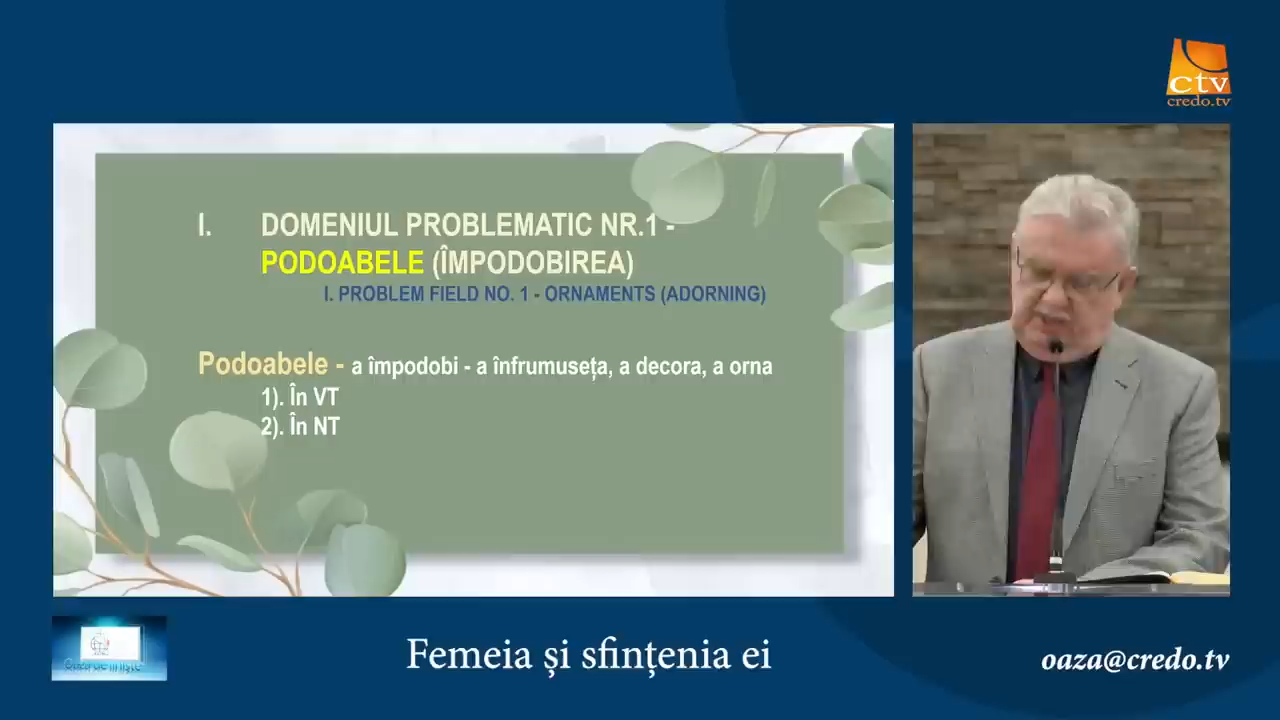 ctv
credo.tv
I. DOMENIUL PROBLEMATIC NR.1 -
PODOABELE (ÎMPODOBIREA)
I. PROBLEM FIELD NO. 1 - ORNAMENTS (ADORNING)
Podoabele - a împodobi - a înfrumuseța, a decora, a orna
1). În VT
2). În NT
Femeia și sfințenia ei
oaza@credo.tv